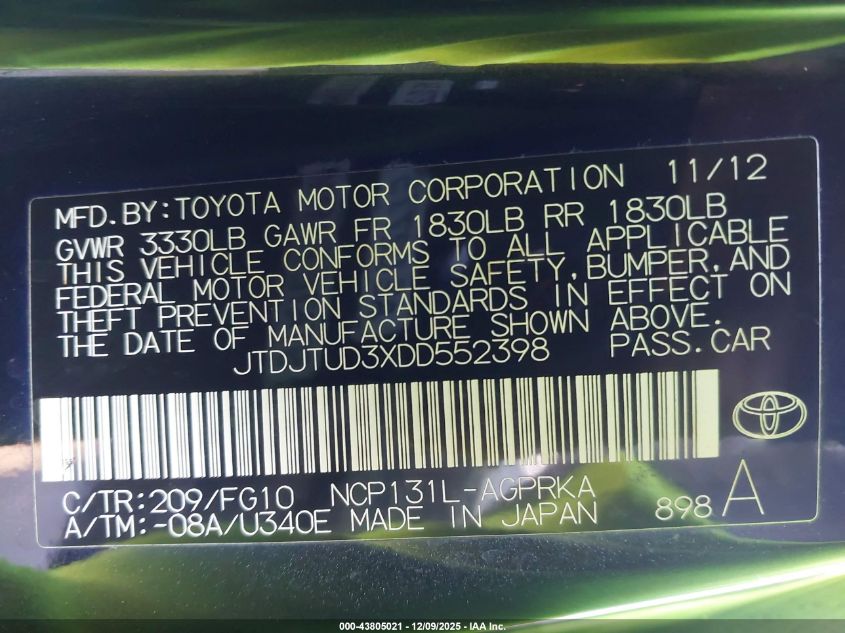 MFD.BY:TOYOTA MOTOR CORPORATION 11/12
GVWR 3330LB GAWR FR 1830LB RR 1830LB
THIS VEHICLE CONFORMS TO ALL APPLICABLE
FEDERAL MOTOR VEHICLE SAFETY,BUMPER,AND
THEFT PREVENTION STANDARDS IN EFFECT ON
THE DATE OF MANUFACTURE SHOWN ABOVE.
JTDJTUD3XDD552398 PASS.CAR
C/TR:209/FG10 NCP131L-AGPRKA
A/TM:-08A/U340E MADE IN JAPAN 898 A
000-43805021 - 12/09/2025 - IAA Inc.